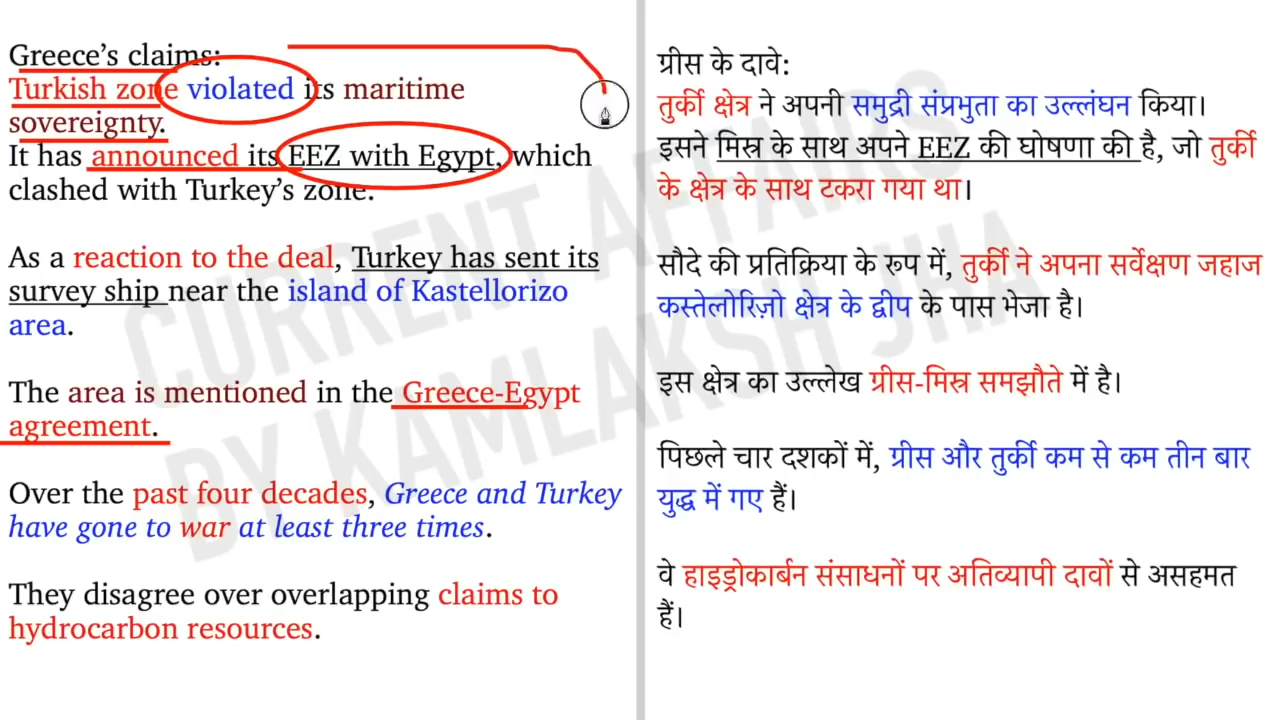 Greece's claims:
Turkish zone violated its maritime
sovereignty.
It has announced its EEZ with Egypt, which
clashed with Turkey's zone.
As a reaction to the deal, Turkey has sent its
survey ship near the island of Kastellorizo
area.
The area is mentioned in the Greece-Egypt
agreement.
Over the past four decades, Greece and Turkey
have gone to war at least three times.
They disagree over overlapping claims to
hydrocarbon resources.
ग्रीस के दावे:
तुर्की क्षेत्र ने अपनी समुद्री संप्रभुता का उल्लंघन किया।
इसने मिस्र के साथ अपने EEZ की घोषणा की है, जो तुर्की
के क्षेत्र के साथ टकरा गया था।
सौदे की प्रतिक्रिया के रूप में, तुर्की ने अपना सर्वेक्षण जहाज
कस्तेलोरिज़ो क्षेत्र के द्वीप के पास भेजा है।
इस क्षेत्र का उल्लेख ग्रीस-मिस्र समझौते में है।
पिछले चार दशकों में, ग्रीस और तुर्की कम से कम तीन बार
युद्ध में गए हैं।
वे हाइड्रोकार्बन संसाधनों पर अतिव्यापी दावों से असहमत
हैं।
CURRENT AFFAIRS
BY KAMLAKSH JHA